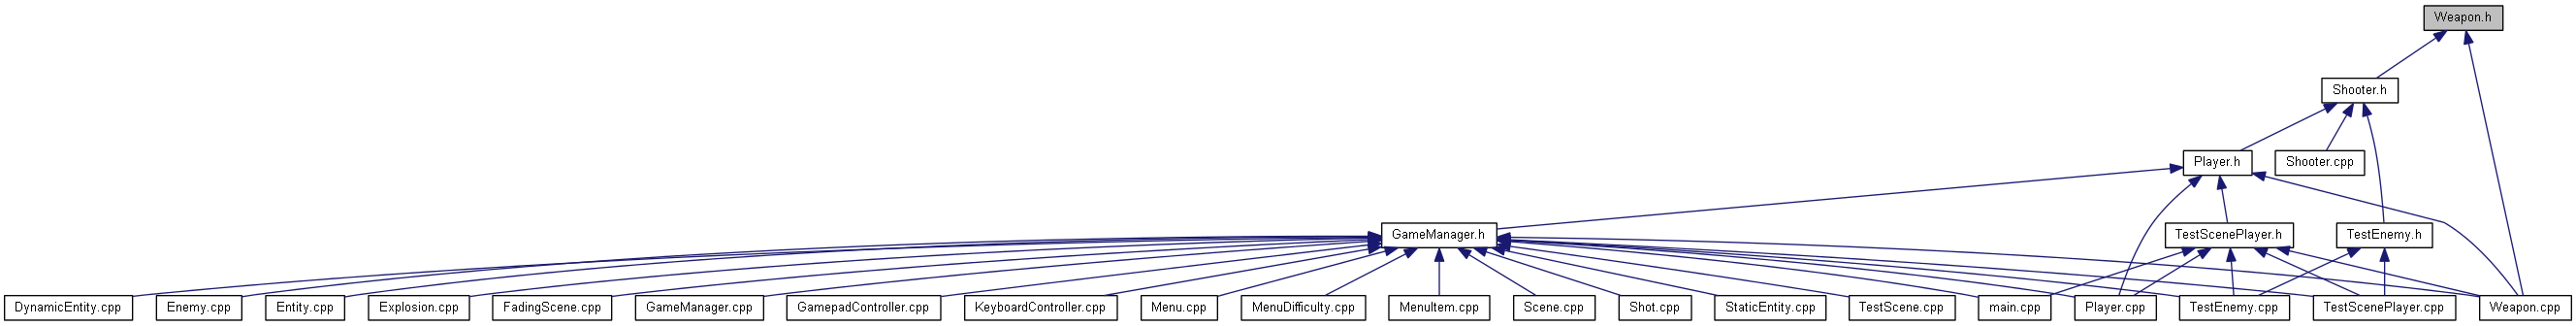 Weapon.h
Shooter.h
Player.h
Shooter.cpp
GameManager.h
TestScenePlayer.h
TestEnemy.h
DynamicEntity.cpp
Enemy.cpp
Entity.cpp
Explosion.cpp
FadingScene.cpp
GameManager.cpp
GamepadController.cpp
KeyboardController.cpp
Menu.cpp
MenuDifficulty.cpp
MenuItem.cpp
Scene.cpp
Shot.cpp
StaticEntity.cpp
TestScene.cpp
main.cpp
Player.cpp
TestEnemy.cpp
TestScenePlayer.cpp
Weapon.cpp